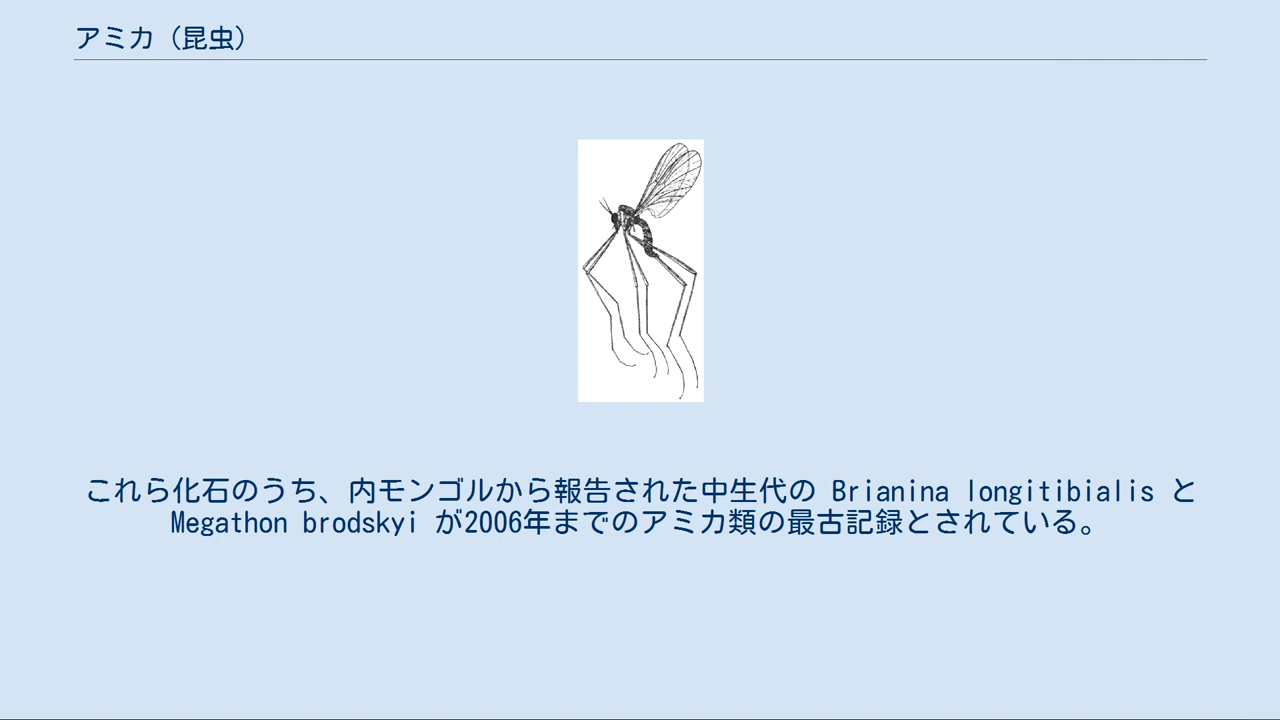 アミカ（昆虫）
これら化石のうち、内モンゴルから報告された中生代の Brianina longitibialis と
Megathon brodskyi が2006年までのアミカ類の最古記録とされている。